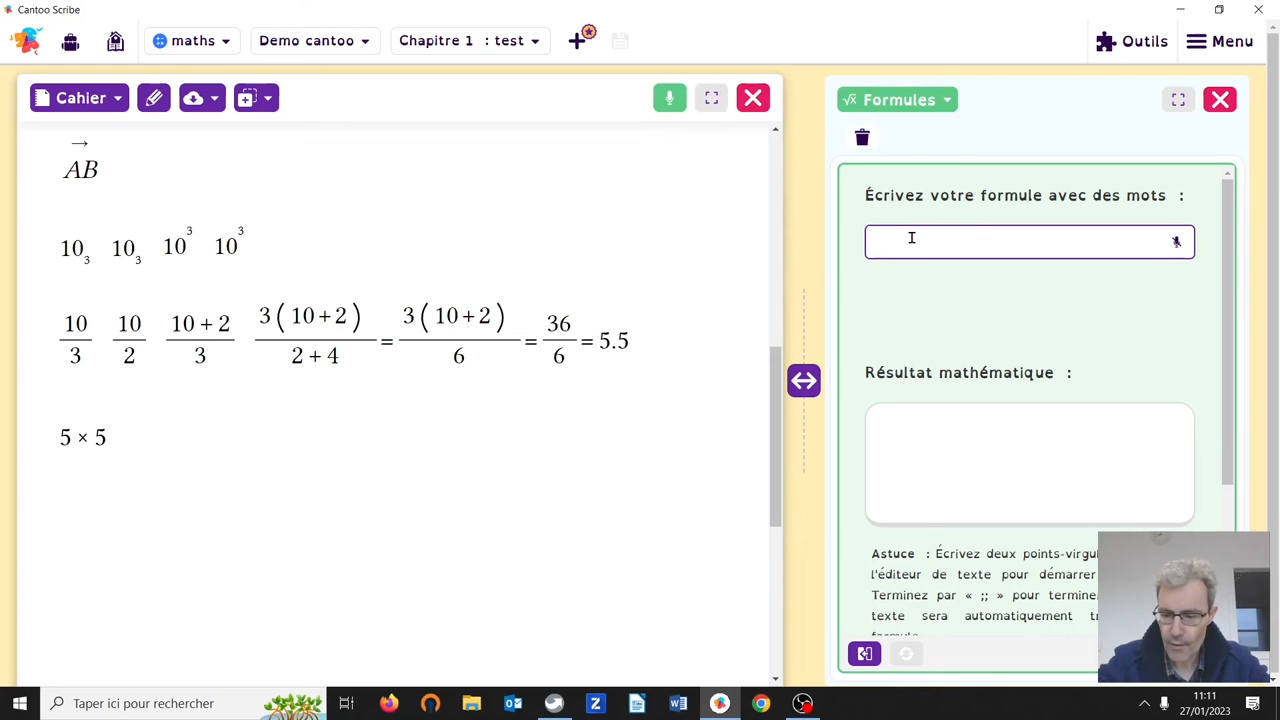 Cantoo Scribe
maths Demo cantoo Chapitre 1 : test Outils Menu
Cahier
Formules
→
AB
10₃ 10₃ 10³ 10³
10/3 10/2 (10 + 2)/3 3(10+2)/(2 + 4) = 3(10+2)/6 = 36/6 = 5.5
5 × 5
Écrivez votre formule avec des mots :
Résultat mathématique :
Astuce : Écrivez deux points-virgu
l'éditeur de texte pour démarrer
Terminez par « ;; » pour termine
texte sera automatiquement t
formule
Taper ici pour rechercher
11:11
27/01/2023